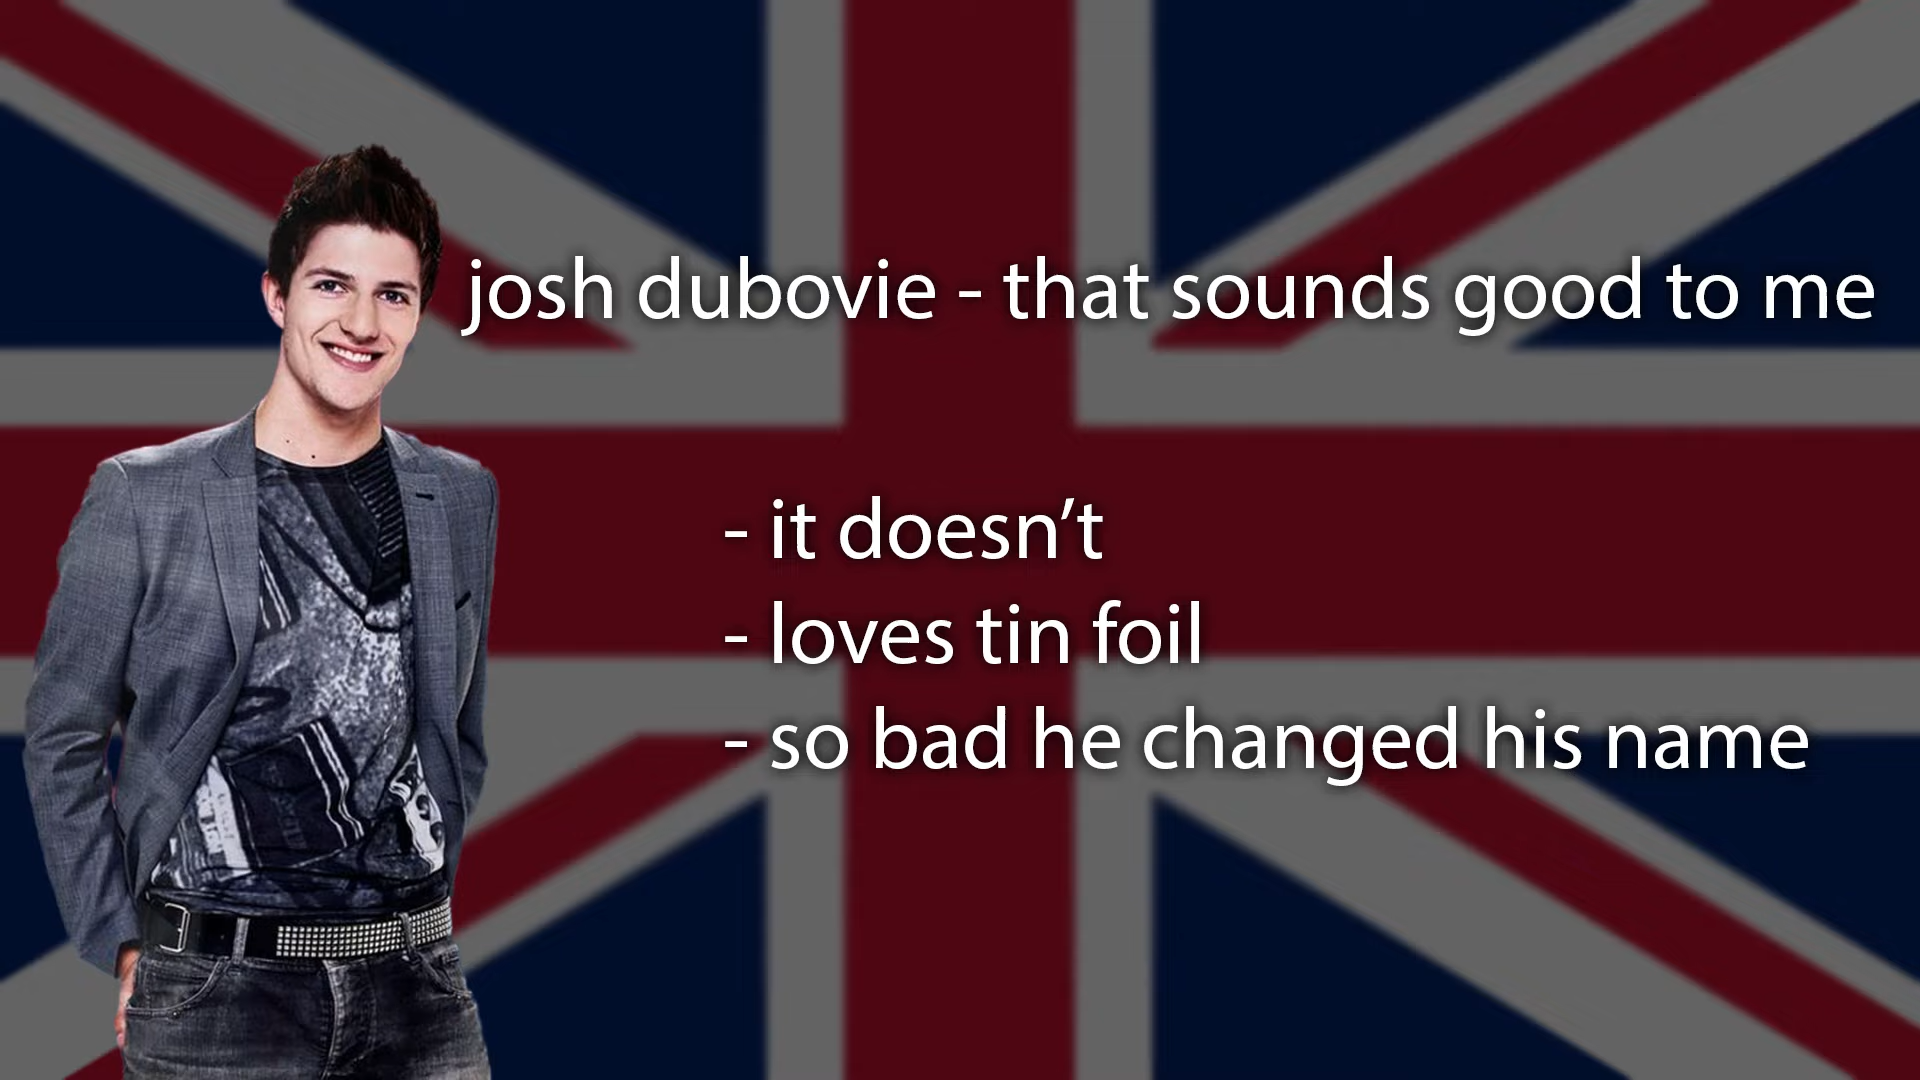 josh dubovie - that sounds good to me
- it doesn’t
- loves tin foil
- so bad he changed his name